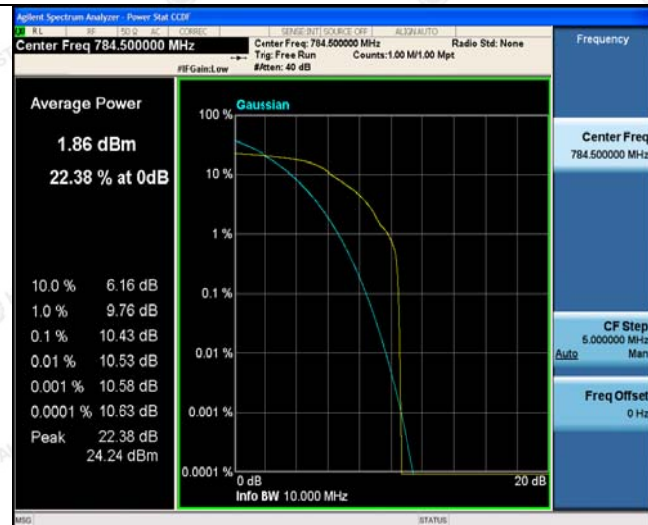 Agilent Spectrum Analyzer - Power Stat CCDF
RL RF 50 Ω AC CORREC SENSE:INT SOURCE OFF ALIGN AUTO
Center Freq 784.500000 MHz
Center Freq: 784.500000 MHz Radio Std: None
Trig: Free Run Counts:1.00 M/1.00 Mpt
#IFGain:Low #Atten: 40 dB
Frequency
Average Power
1.86 dBm
22.38 % at 0dB
10.0 % 6.16 dB
1.0 % 9.76 dB
0.1 % 10.43 dB
0.01 % 10.53 dB
0.001 % 10.58 dB
0.0001 % 10.63 dB
Peak 22.38 dB
24.24 dBm
Gaussian
100 %
10 %
1 %
0.1 %
0.01 %
0.001 %
0.0001 %
0 dB 20 dB
Info BW 10.000 MHz
Center Freq
784.500000 MHz
CF Step
5.000000 MHz
Auto Man
Freq Offset
0 Hz
MSG STATUS